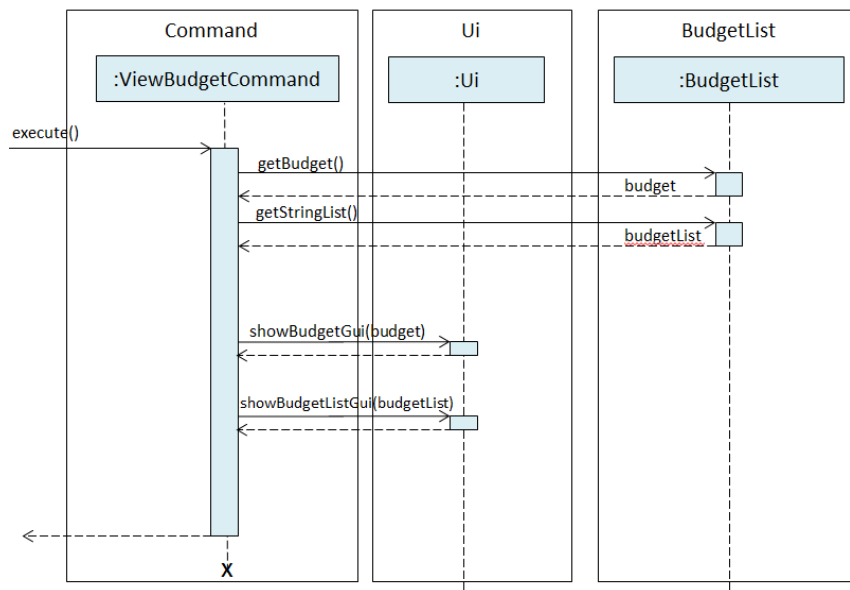 Command
Ui
BudgetList
:ViewBudgetCommand
:Ui
:BudgetList
execute()
getBudget()
budget
getStringList()
budgetList
showBudgetGui(budget)
showBudgetListGui(budgetList)
X